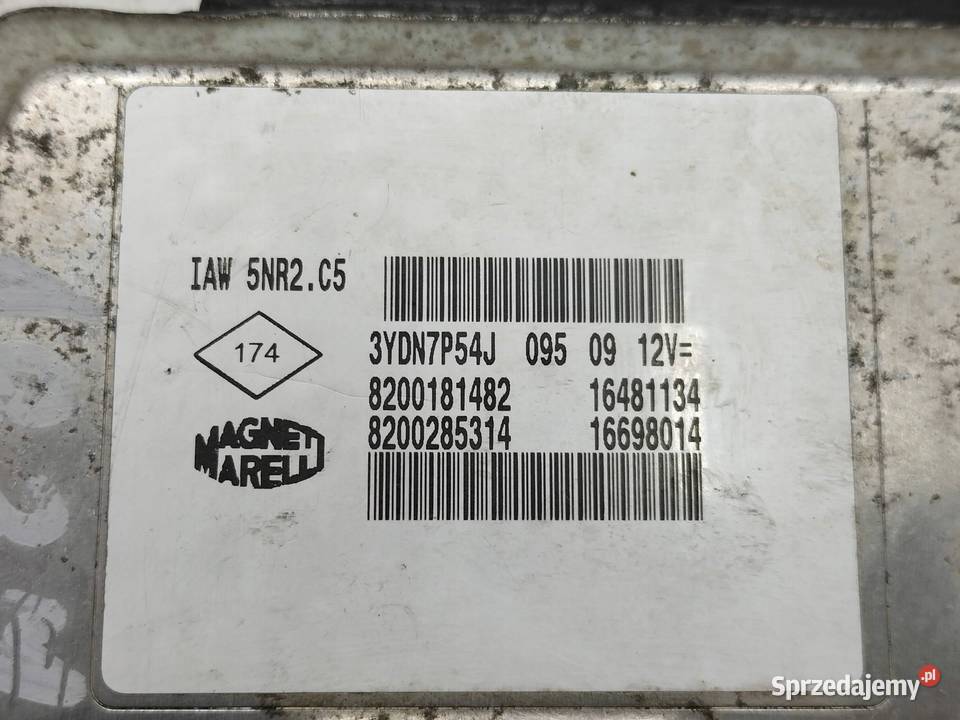 IAW 5NR2.C5
174
3YDN7P54J 095 09 12V=
8200181482 16481134
8200285314 16698014
MAGNETI
MARELLI
Sprzedajemy.pl